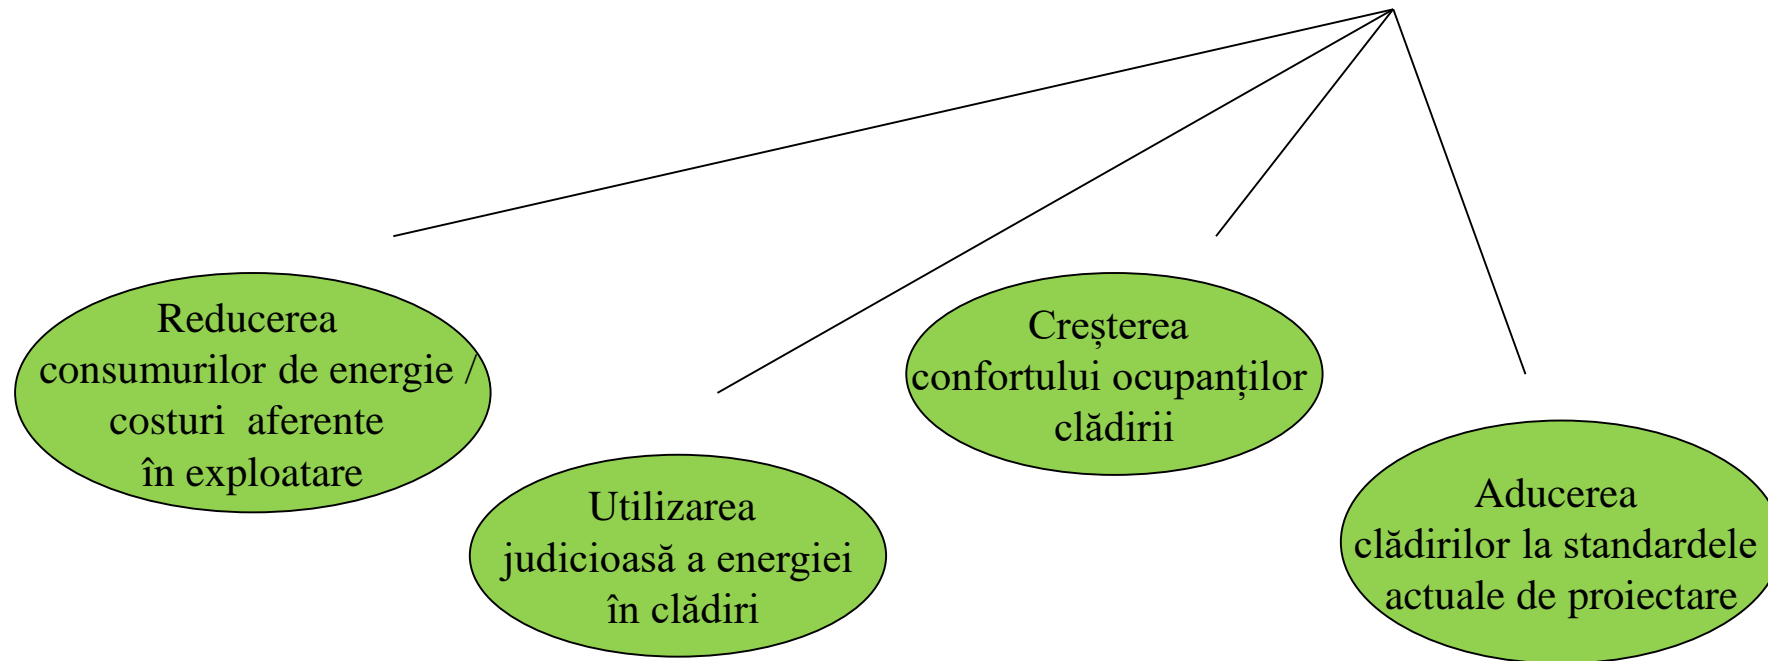 Reducerea
consumurilor de energie /
costuri aferente
în exploatare
Utilizarea
judicioasă a energiei
în clădiri
Creșterea
confortului ocupanților
clădirii
Aducerea
clădirilor la standardele
actuale de proiectare